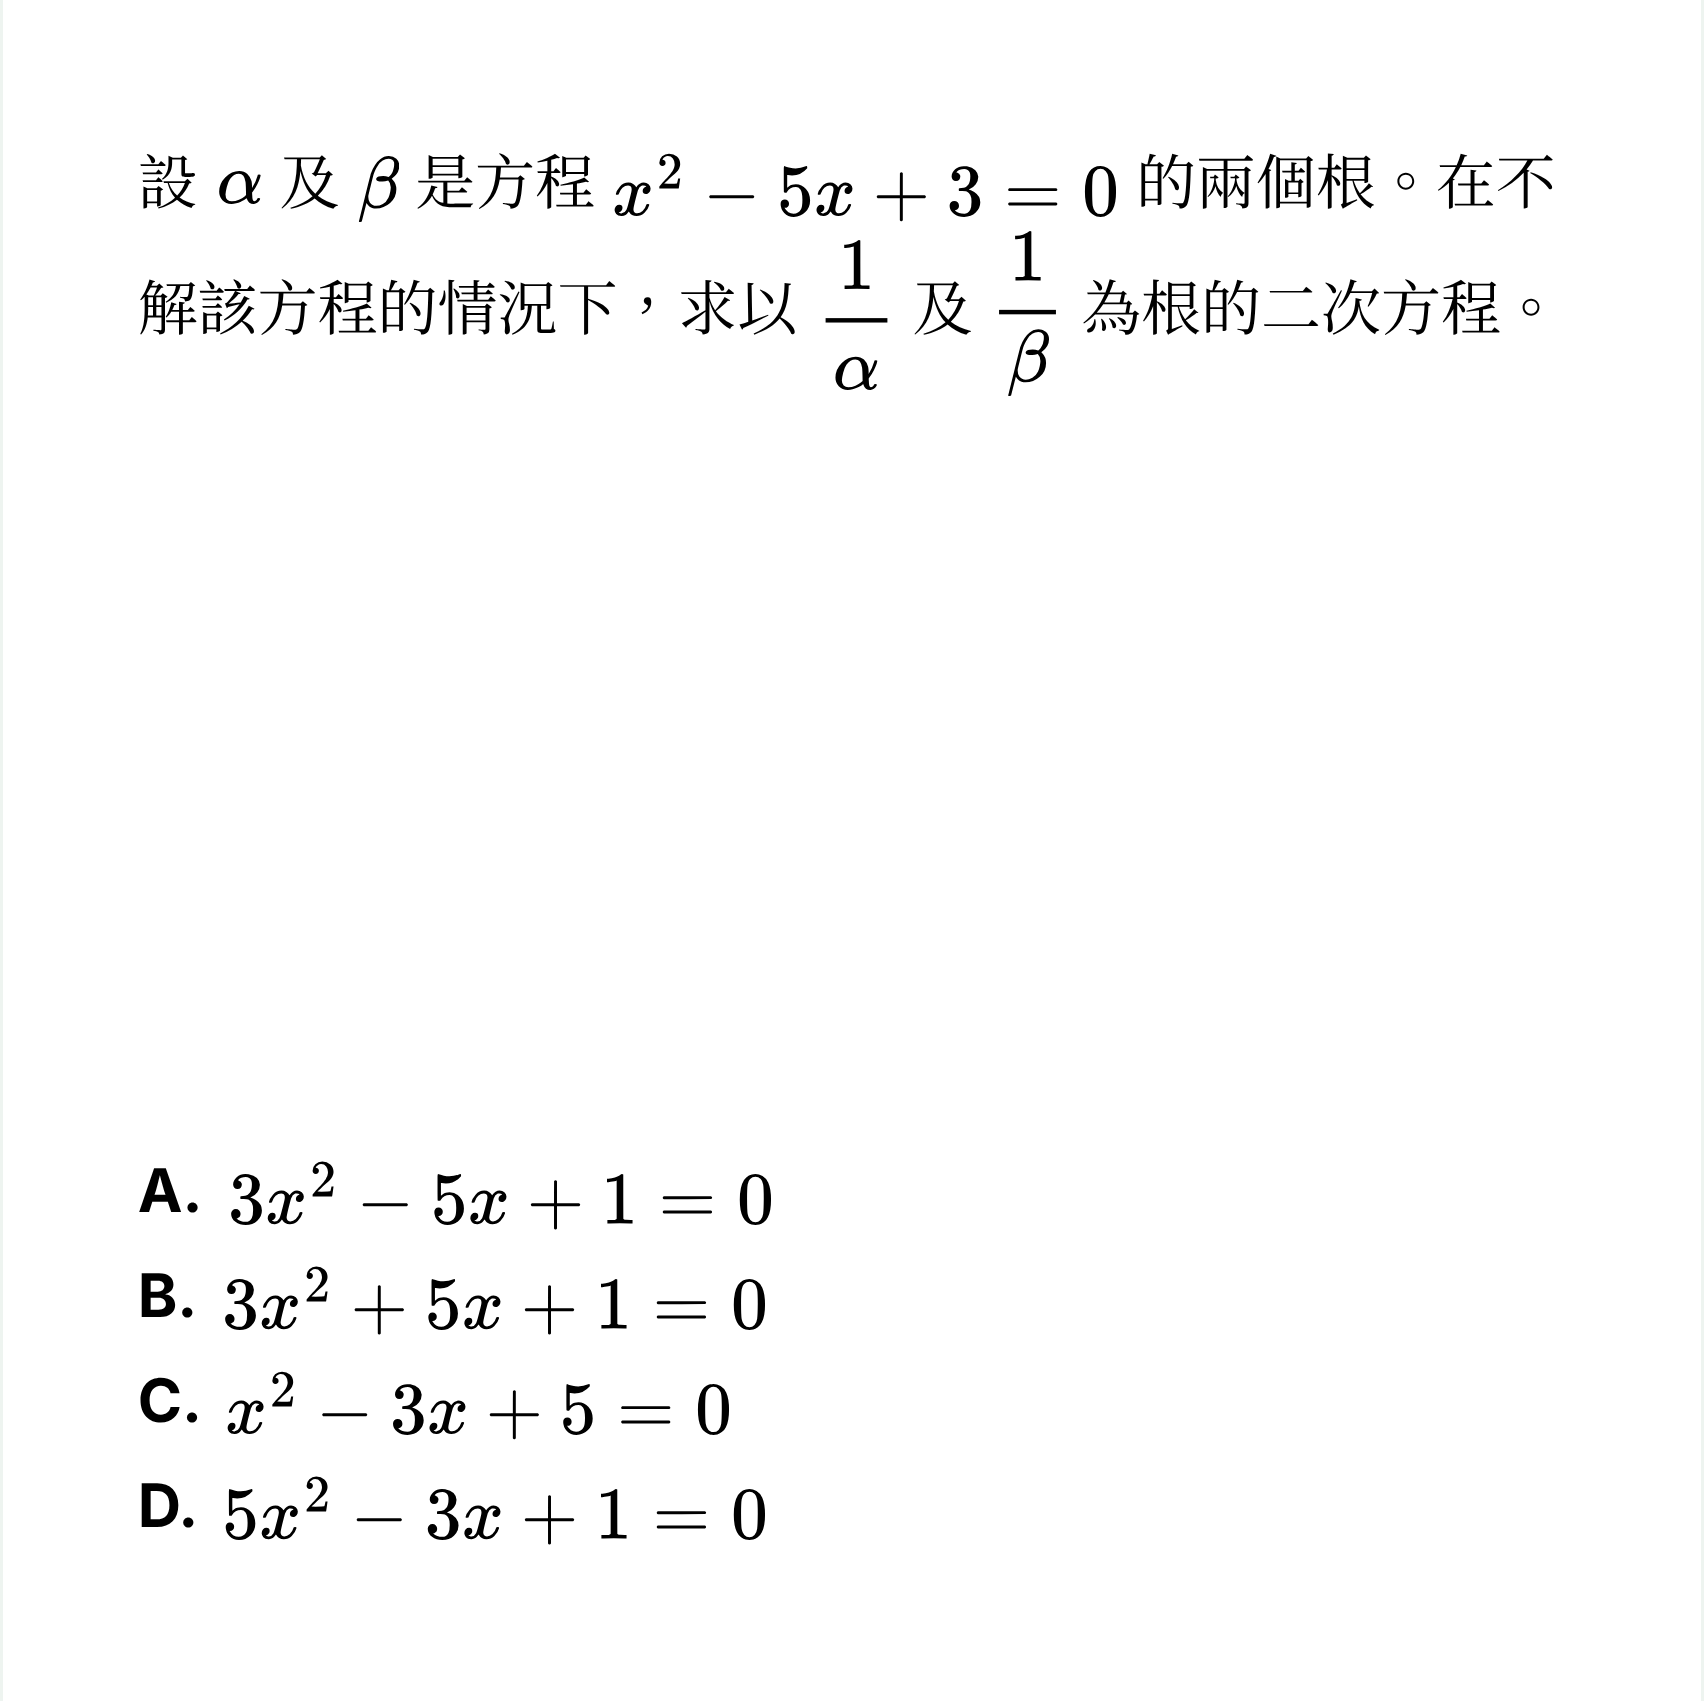 設 α 及 β 是方程 x² − 5x + 3 = 0 的兩個根。在不
解該方程的情況下，求以 1/α 及 1/β 為根的二次方程。
A. 3x² − 5x + 1 = 0
B. 3x² + 5x + 1 = 0
C. x² − 3x + 5 = 0
D. 5x² − 3x + 1 = 0